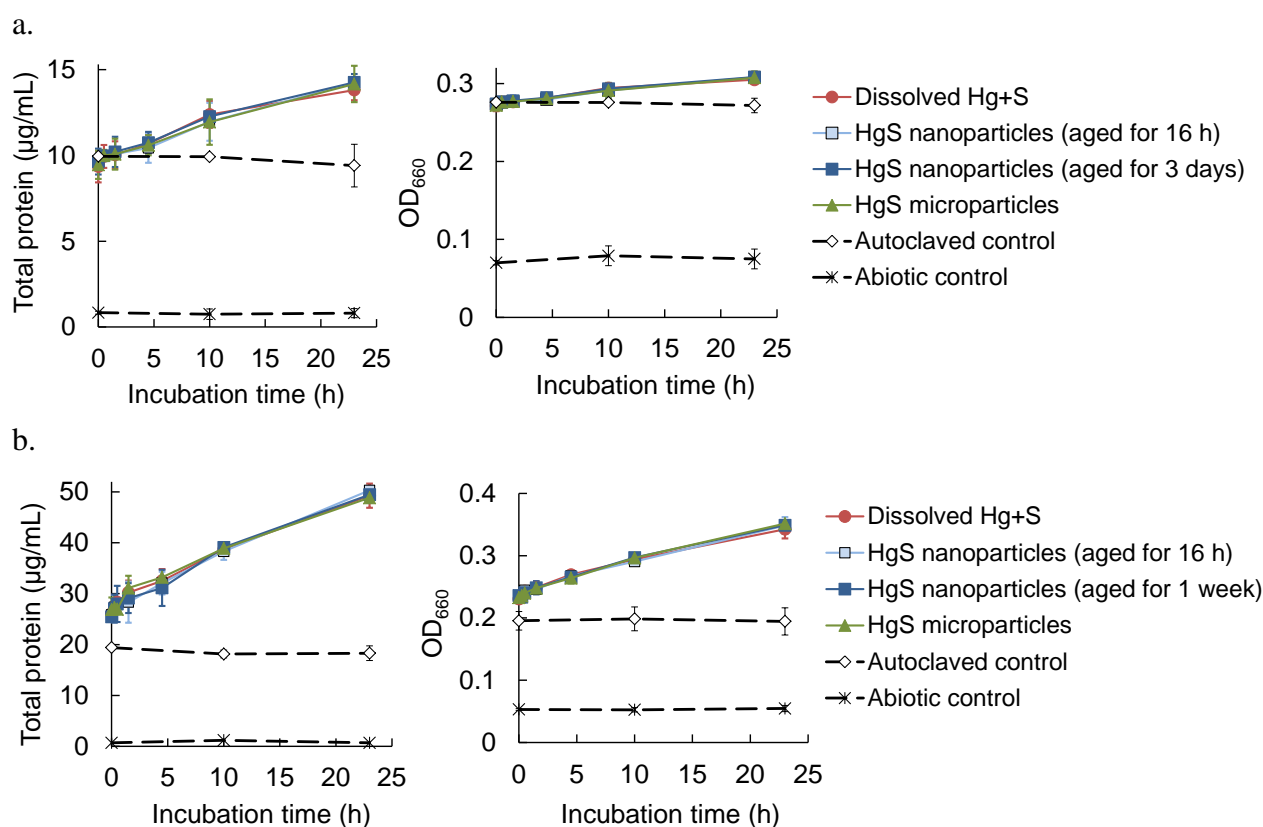 a.
Total protein (µg/mL)
15
10
5
0
0 5 10 15 20 25
Incubation time (h)
OD660
0.3
0.2
0.1
0
0 5 10 15 20 25
Incubation time (h)
Dissolved Hg+S
HgS nanoparticles (aged for 16 h)
HgS nanoparticles (aged for 3 days)
HgS microparticles
Autoclaved control
Abiotic control
b.
Total protein (µg/mL)
50
40
30
20
10
0
0 5 10 15 20 25
Incubation time (h)
OD660
0.4
0.3
0.2
0.1
0
0 5 10 15 20 25
Incubation time (h)
Dissolved Hg+S
HgS nanoparticles (aged for 16 h)
HgS nanoparticles (aged for 1 week)
HgS microparticles
Autoclaved control
Abiotic control